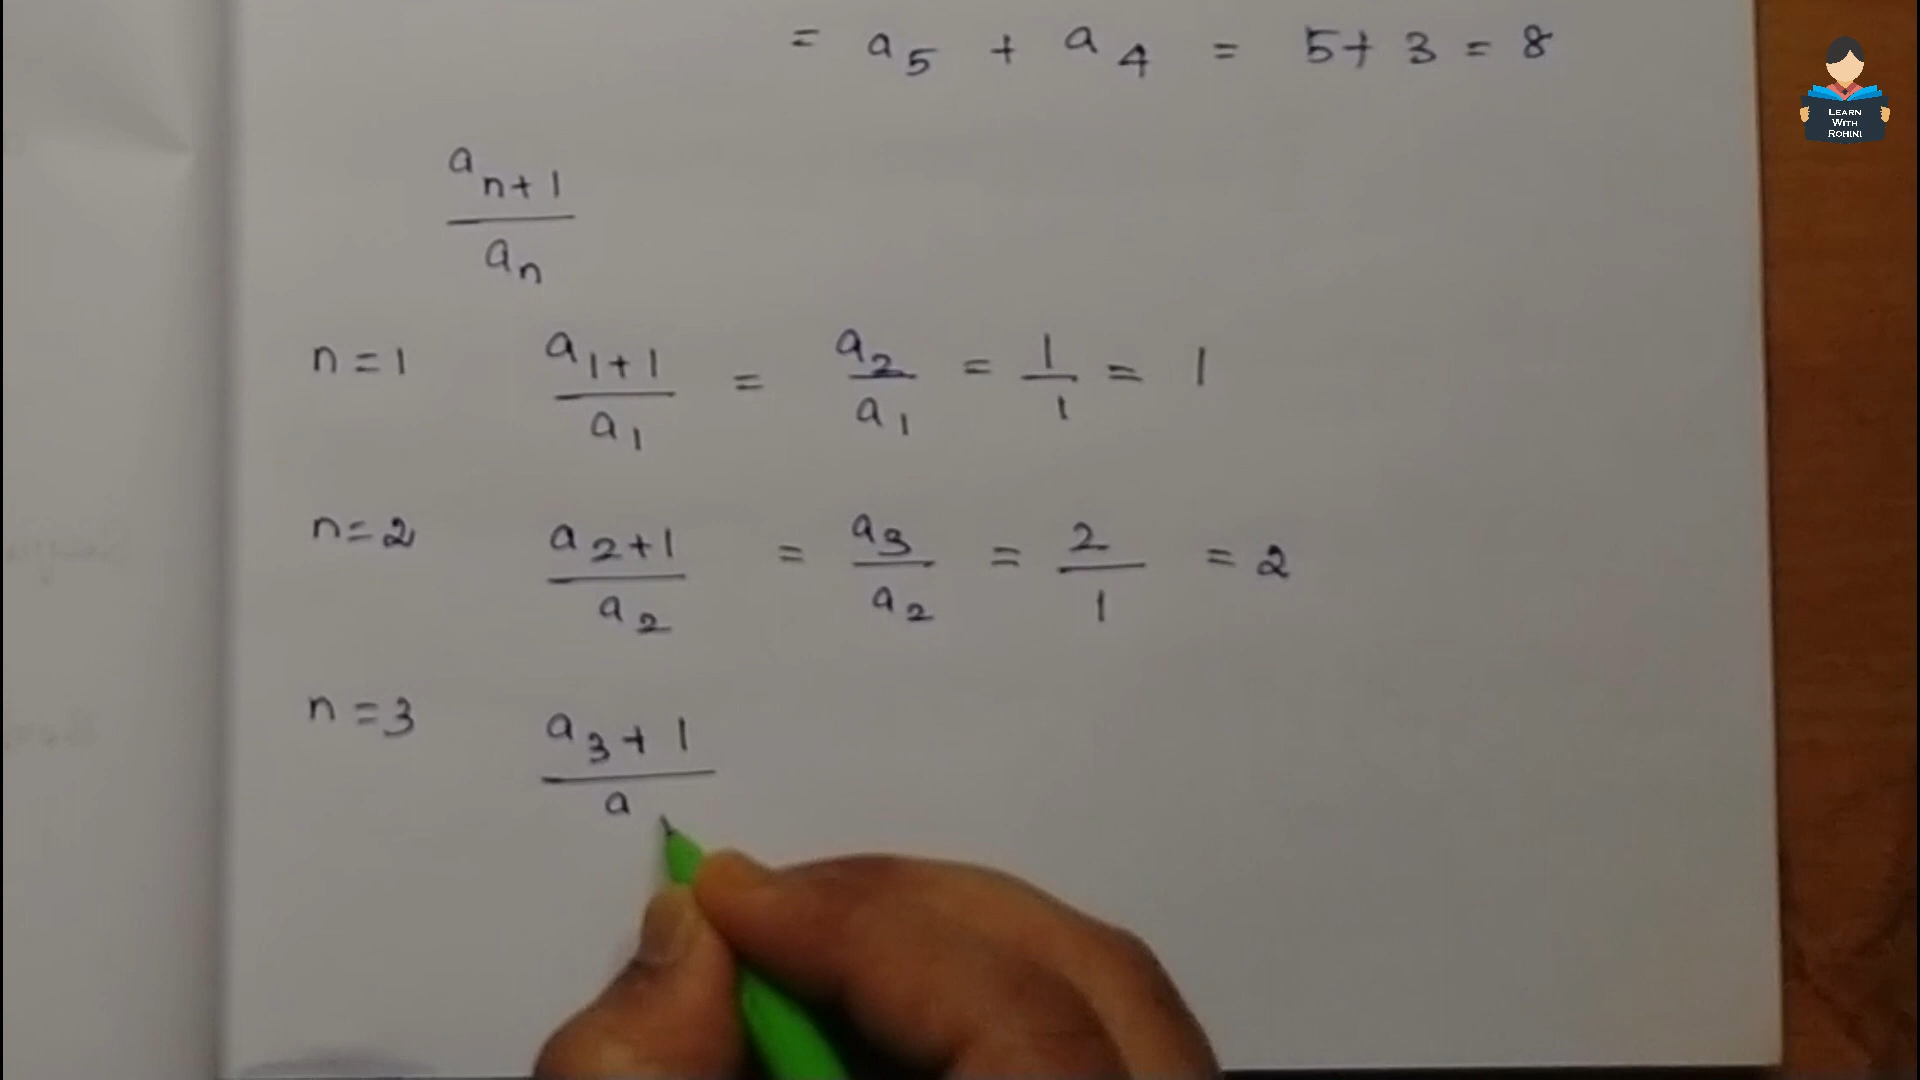 = a₅ + a₄ = 5+ 3 = 8
LEARN
WITH
ROHINI
aₙ₊₁
aₙ
n=1 a₁₊₁ / a₁ = a₂ / a₁ = 1 / 1 = 1
n=2 a₂₊₁ / a₂ = a₃ / a₂ = 2 / 1 = 2
n=3 a₃₊₁ / a